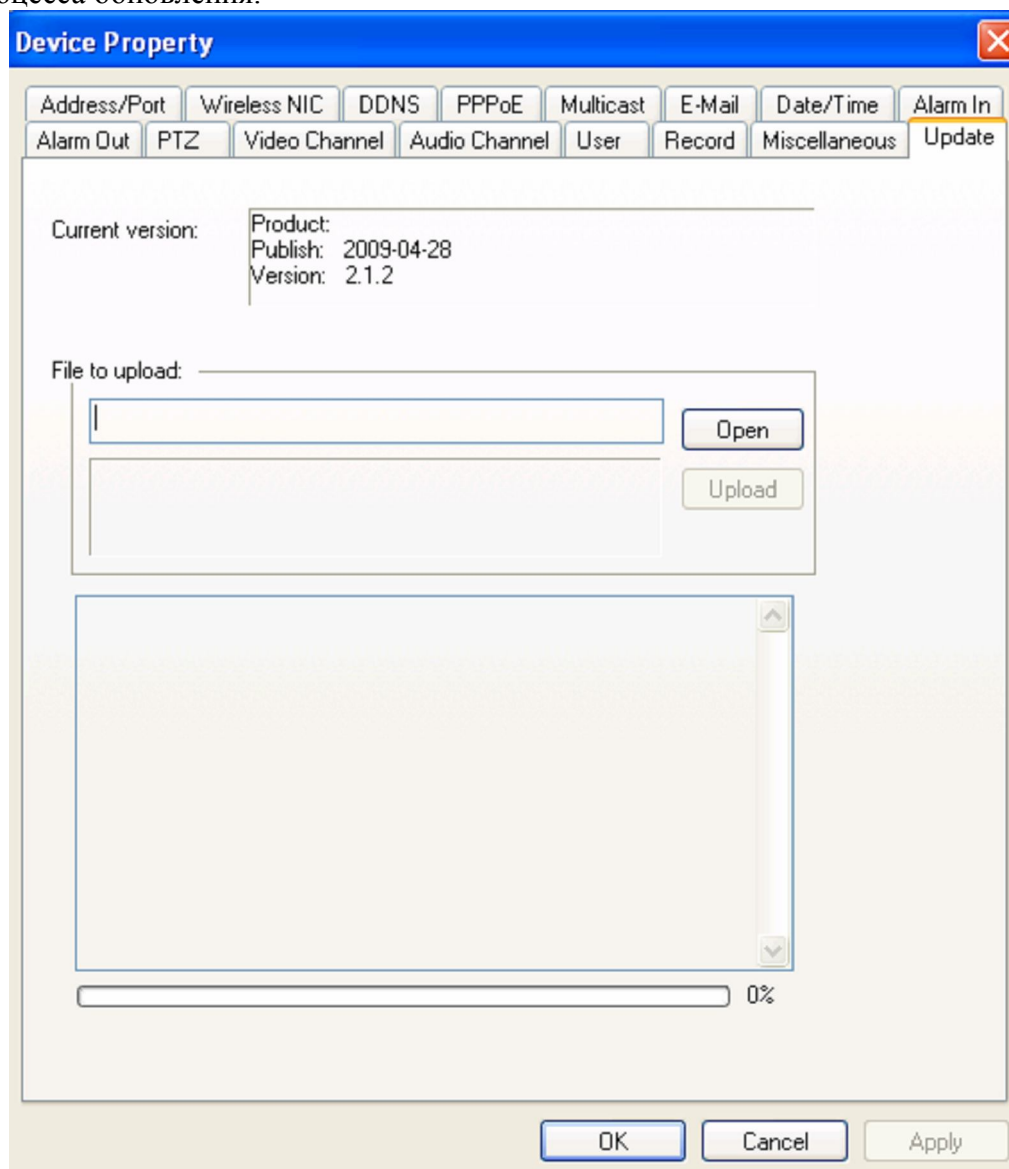 обновления.
Device Property
Address/Port Wireless NIC DDNS PPPoE Multicast E-Mail Date/Time Alarm In
Alarm Out PTZ Video Channel Audio Channel User Record Miscellaneous Update
Current version:
Product:
Publish: 2009-04-28
Version: 2.1.2
File to upload:
Open
Upload
0%
OK Cancel Apply